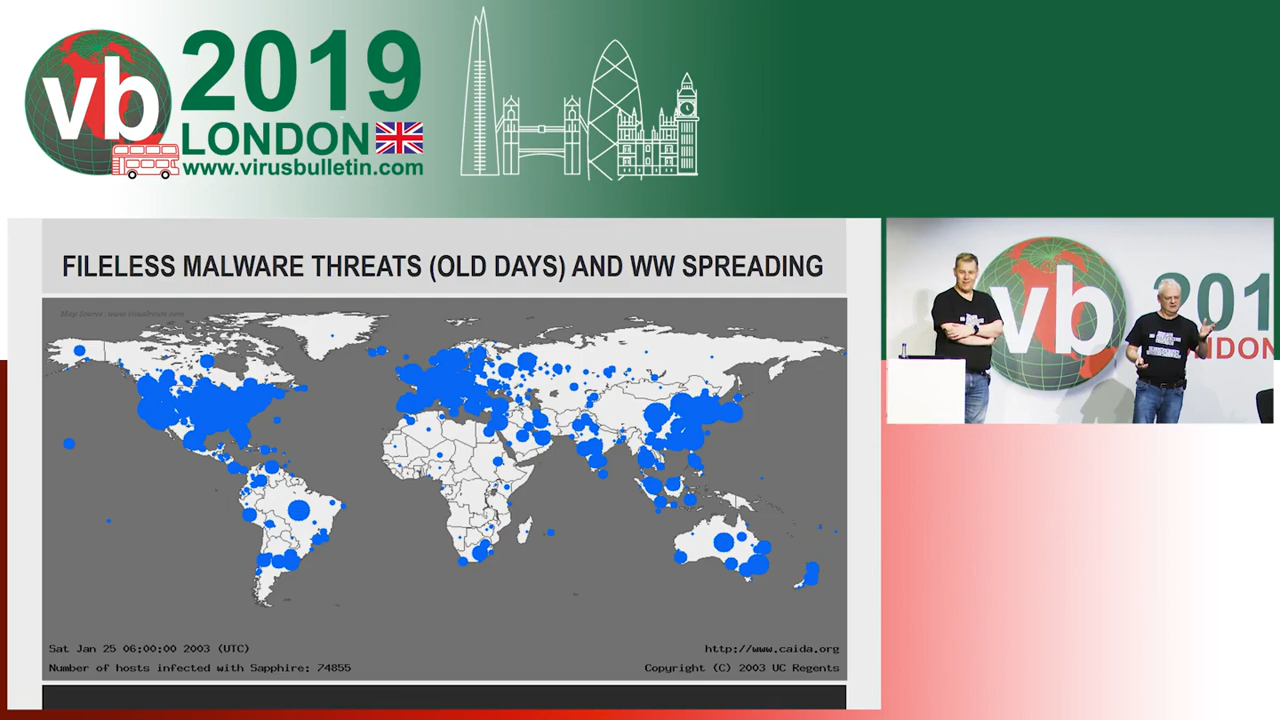 vb
2019
LONDON
www.virusbulletin.com
FILELESS MALWARE THREATS (OLD DAYS) AND WW SPREADING
Sat Jan 25 06:00:00 2003 (UTC)
Number of hosts infected with Sapphire: 74855
http://www.caida.org
Copyright (C) 2003 UC Regents
vb
201
NDON